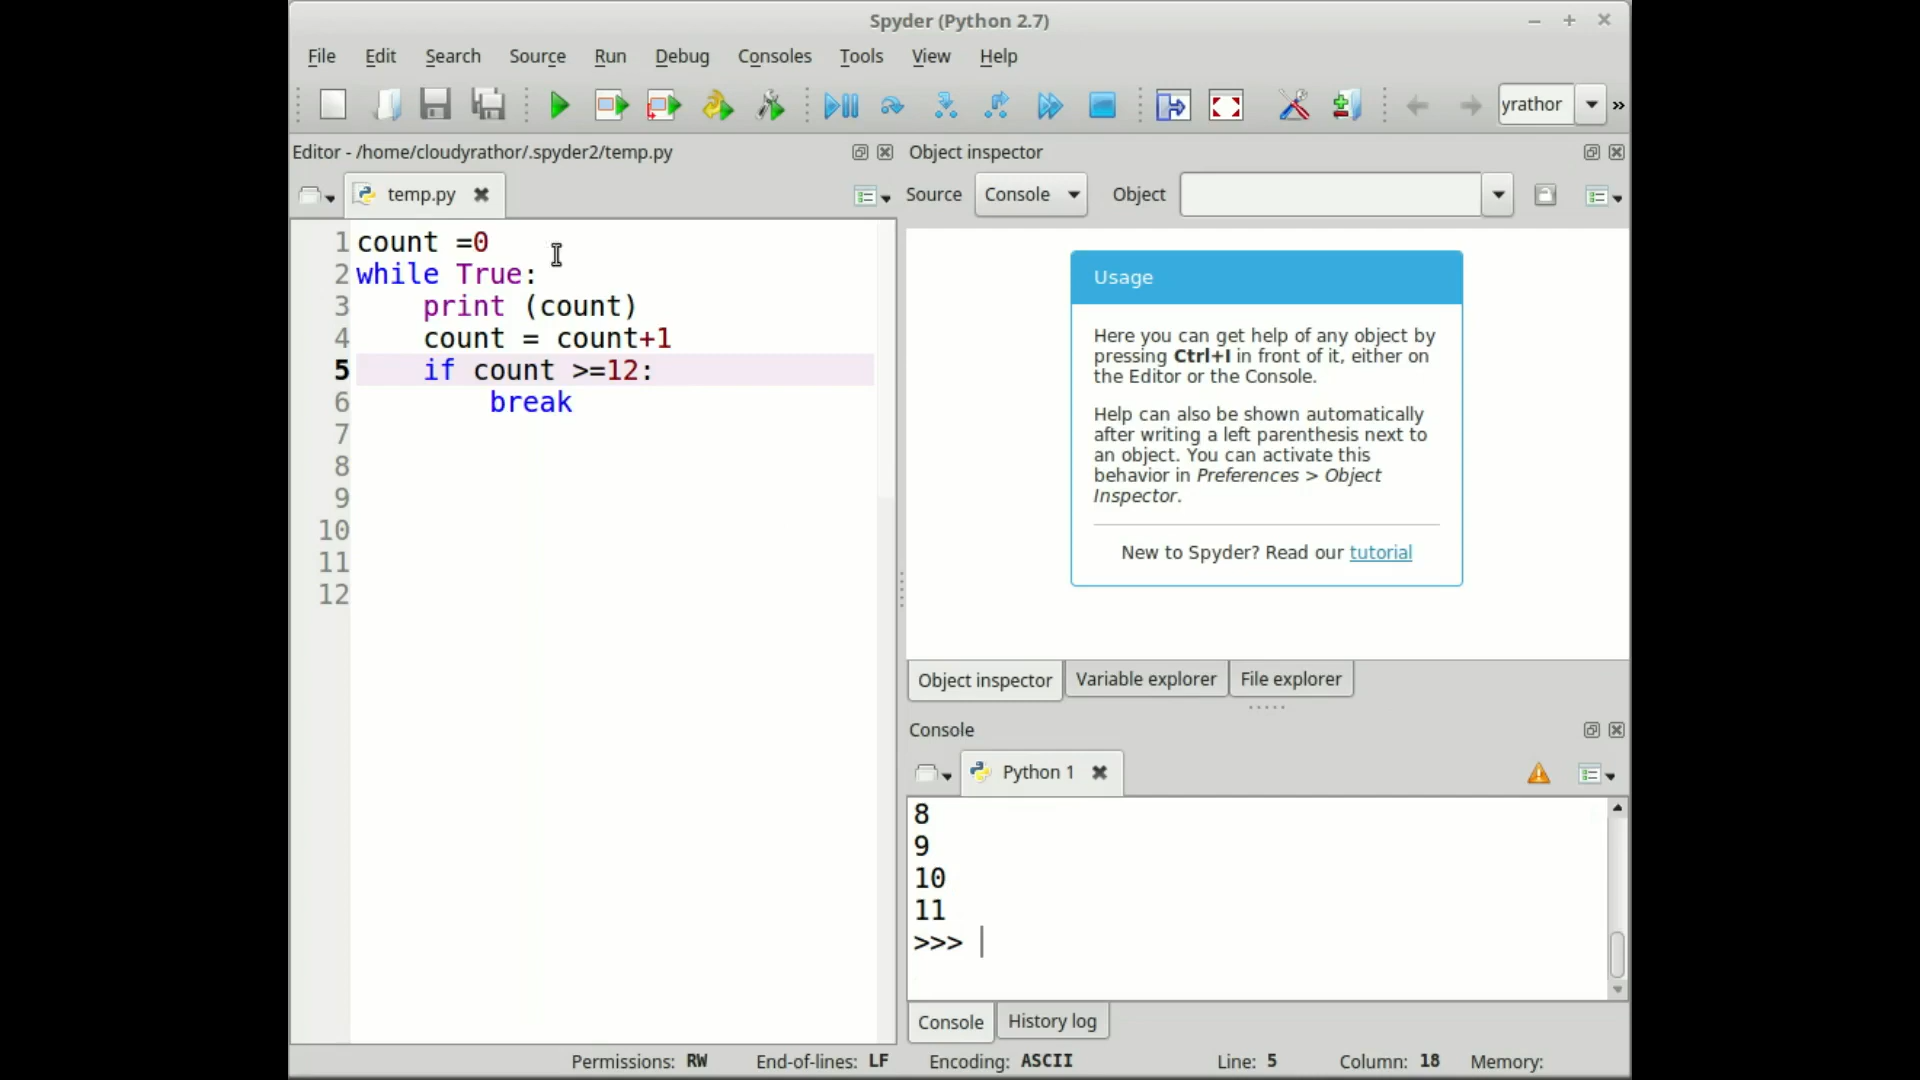 Spyder (Python 2.7)
File Edit Search Source Run Debug Consoles Tools View Help
yrathor
Editor - /home/cloudyrathor/.spyder2/temp.py
Object inspector
temp.py
Source Console Object
1 count =0
2 while True:
3 print (count)
4 count = count+1
5 if count >=12:
6 break
7
8
9
10
11
12
Usage
Here you can get help of any object by
pressing Ctrl+I in front of it, either on
the Editor or the Console.
Help can also be shown automatically
after writing a left parenthesis next to
an object. You can activate this
behavior in Preferences > Object
Inspector.
New to Spyder? Read our tutorial
Object inspector Variable explorer File explorer
Console
Python 1
8
9
10
11
>>>
Console History log
Permissions: RW End-of-lines: LF Encoding: ASCII Line: 5 Column: 18 Memory: